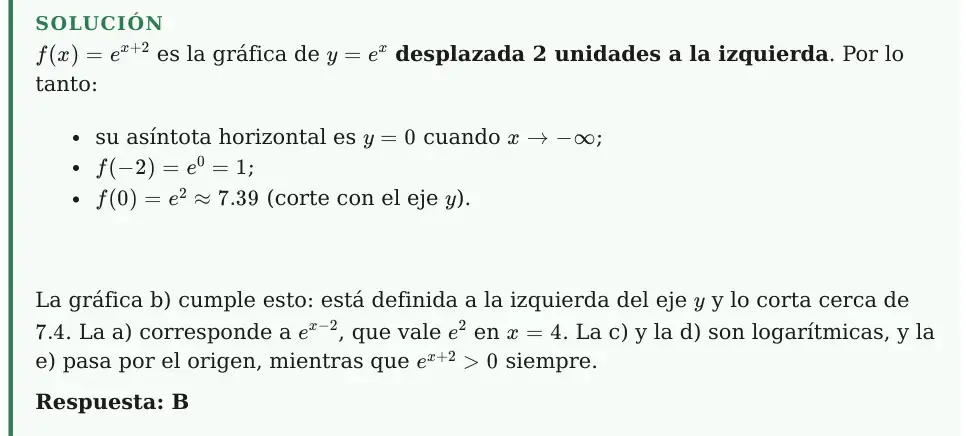 SOLUCIÓN
f(x) = e^{x+2} es la gráfica de y = e^x desplazada 2 unidades a la izquierda. Por lo
tanto:
• su asíntota horizontal es y = 0 cuando x → −∞;
• f(−2) = e^0 = 1;
• f(0) = e^2 ≈ 7.39 (corte con el eje y).
La gráfica b) cumple esto: está definida a la izquierda del eje y y lo corta cerca de
7.4. La a) corresponde a e^{x−2}, que vale e^2 en x = 4. La c) y la d) son logarítmicas, y la
e) pasa por el origen, mientras que e^{x+2} > 0 siempre.
Respuesta: B